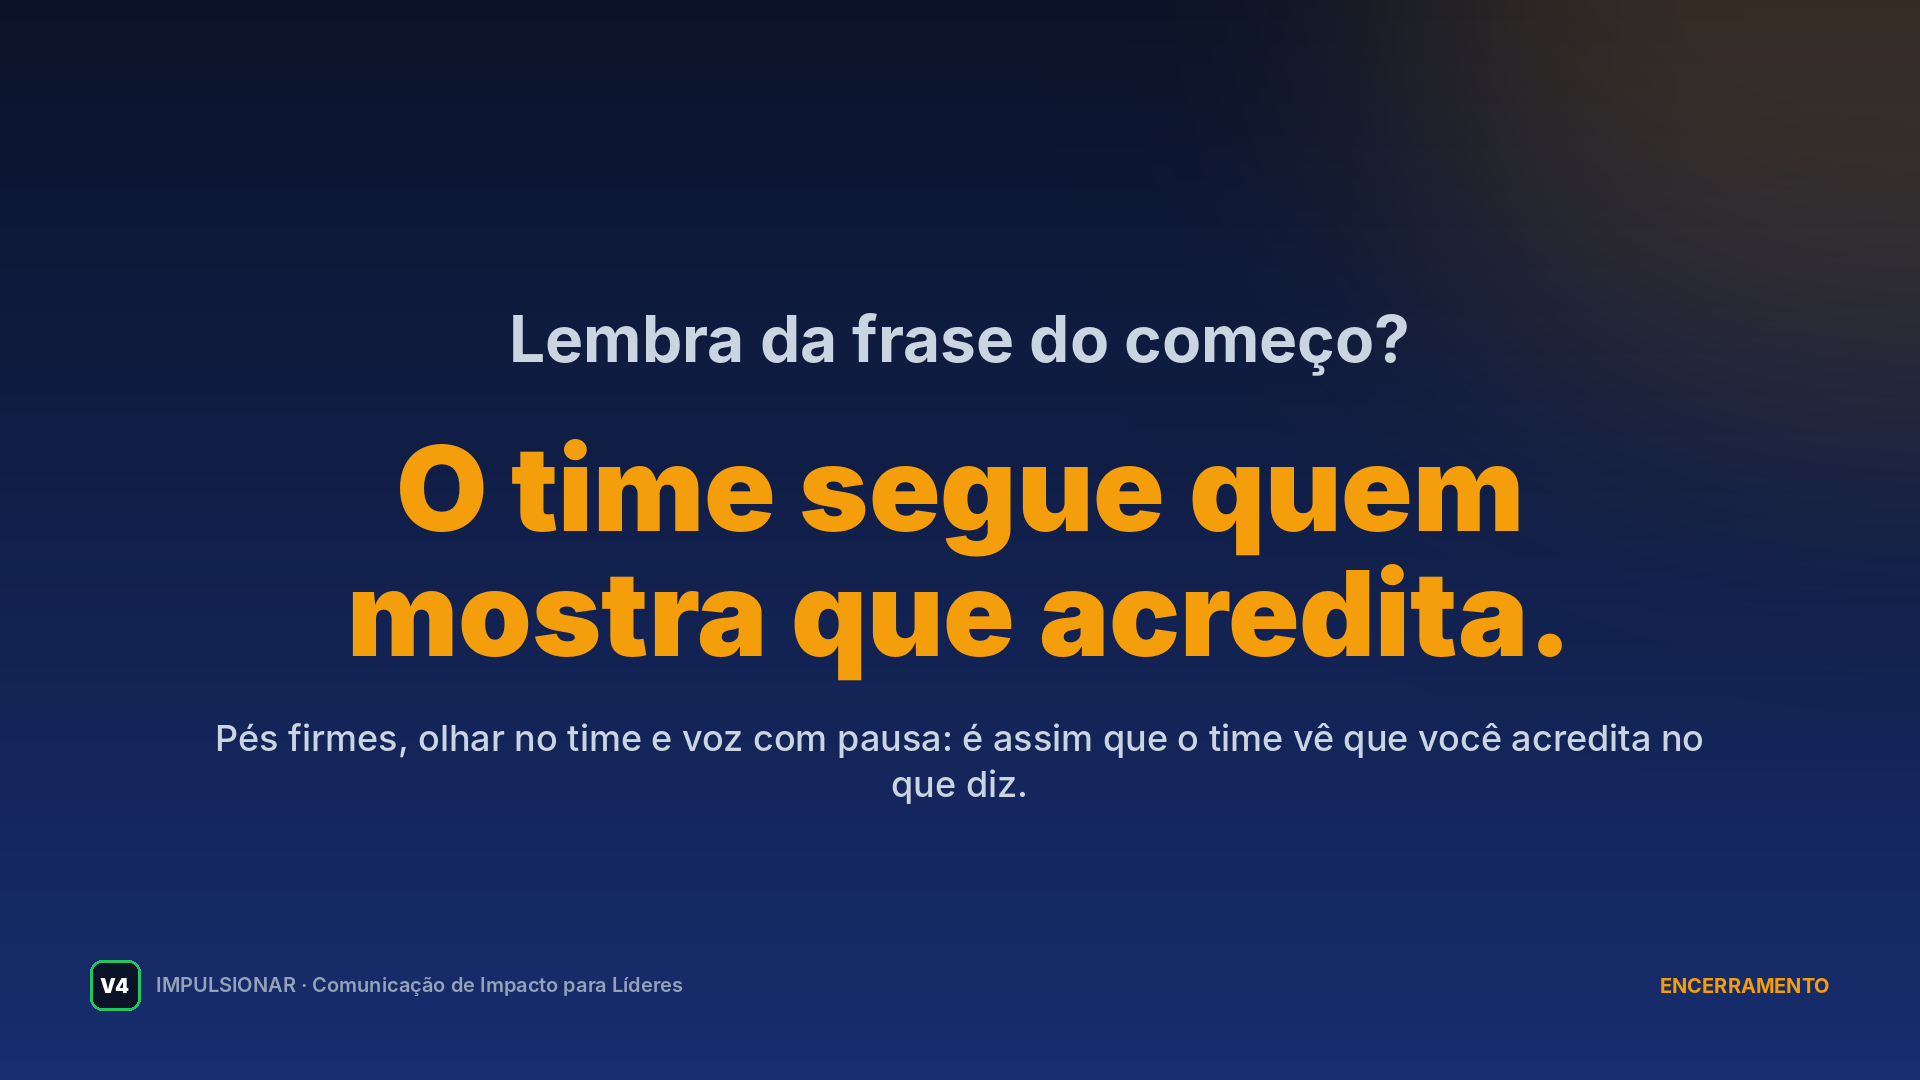 Lembra da frase do começo?
O time segue quem
mostra que acredita.
Pés firmes, olhar no time e voz com pausa: é assim que o time vê que você acredita no
que diz.
V4 IMPULSIONAR · Comunicação de Impacto para Líderes
ENCERRAMENTO